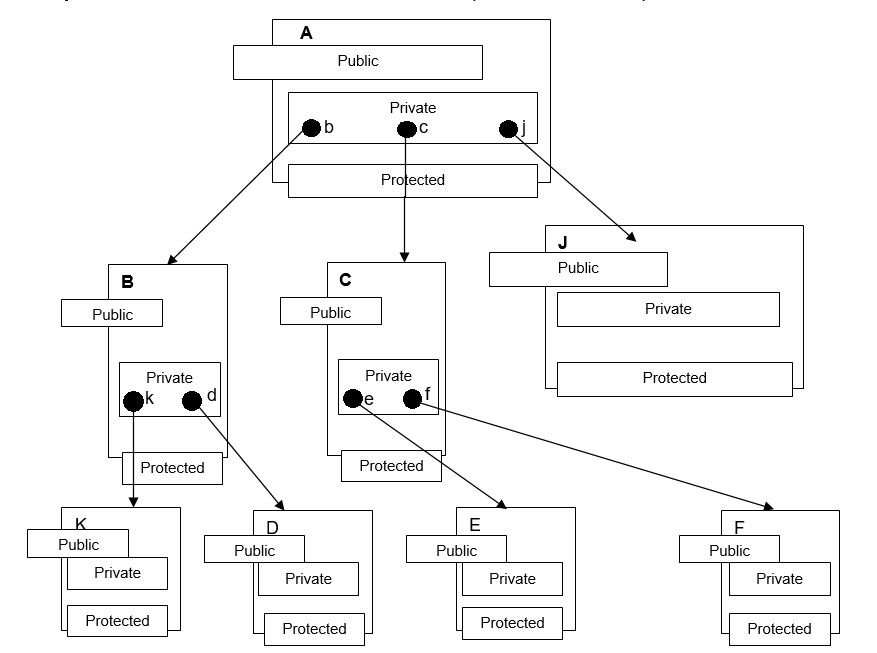 A
Public
Private
b c j
Protected
J
Public
Private
Protected
B
Public
Private
k d
Protected
C
Public
Private
e f
Protected
K
Public
Private
Protected
D
Public
Private
Protected
E
Public
Private
Protected
F
Public
Private
Protected